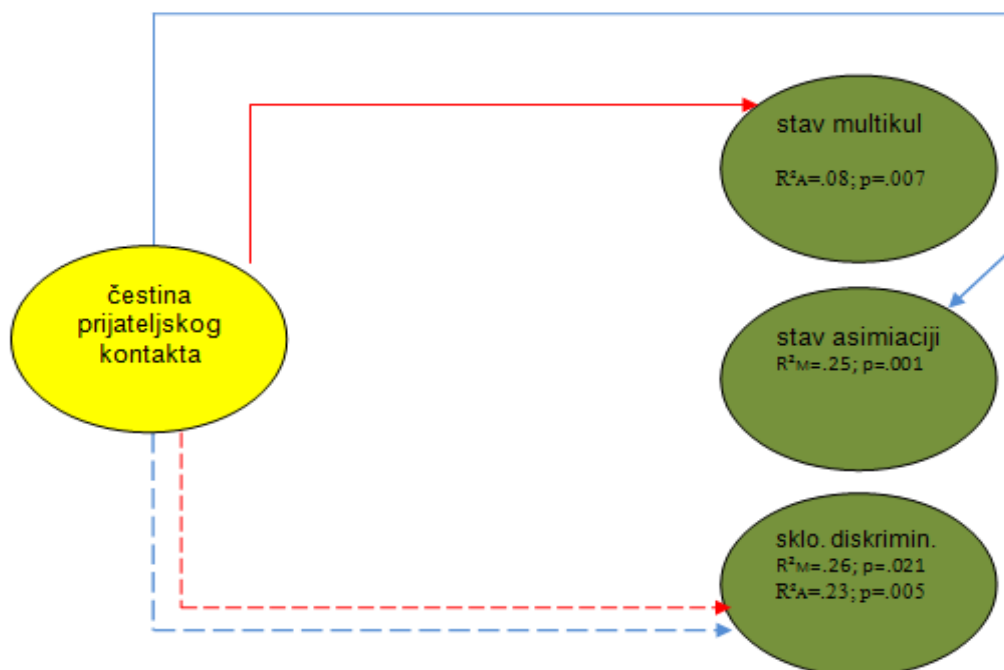 stav multikul
R²A=.08; p=.007
čestina
prijateljskog
kontakta
stav asimiaciji
R²M=.25; p=.001
sklo. diskrimin.
R²M=.26; p=.021
R²A=.23; p=.005